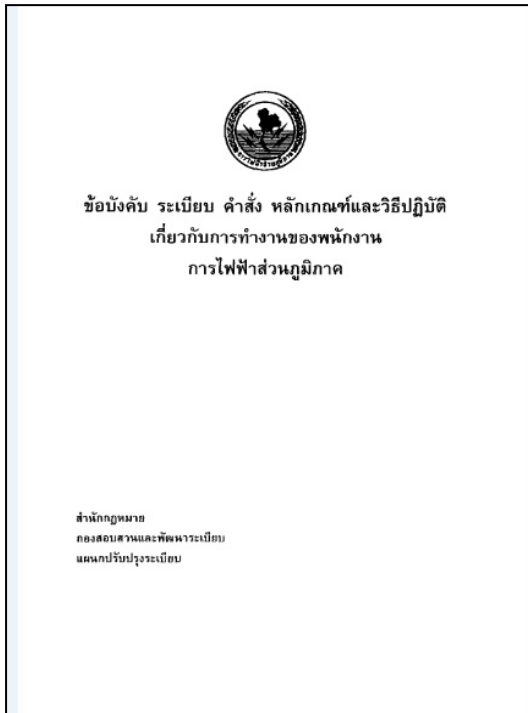 ข้อบังคับ ระเบียบ คำสั่ง หลักเกณฑ์และวิธีปฏิบัติ
เกี่ยวกับการทำงานของพนักงาน
การไฟฟ้าส่วนภูมิภาค
สำนักกฎหมาย
กองสอบสวนและพัฒนาระเบียบ
แผนกปรับปรุงระเบียบ